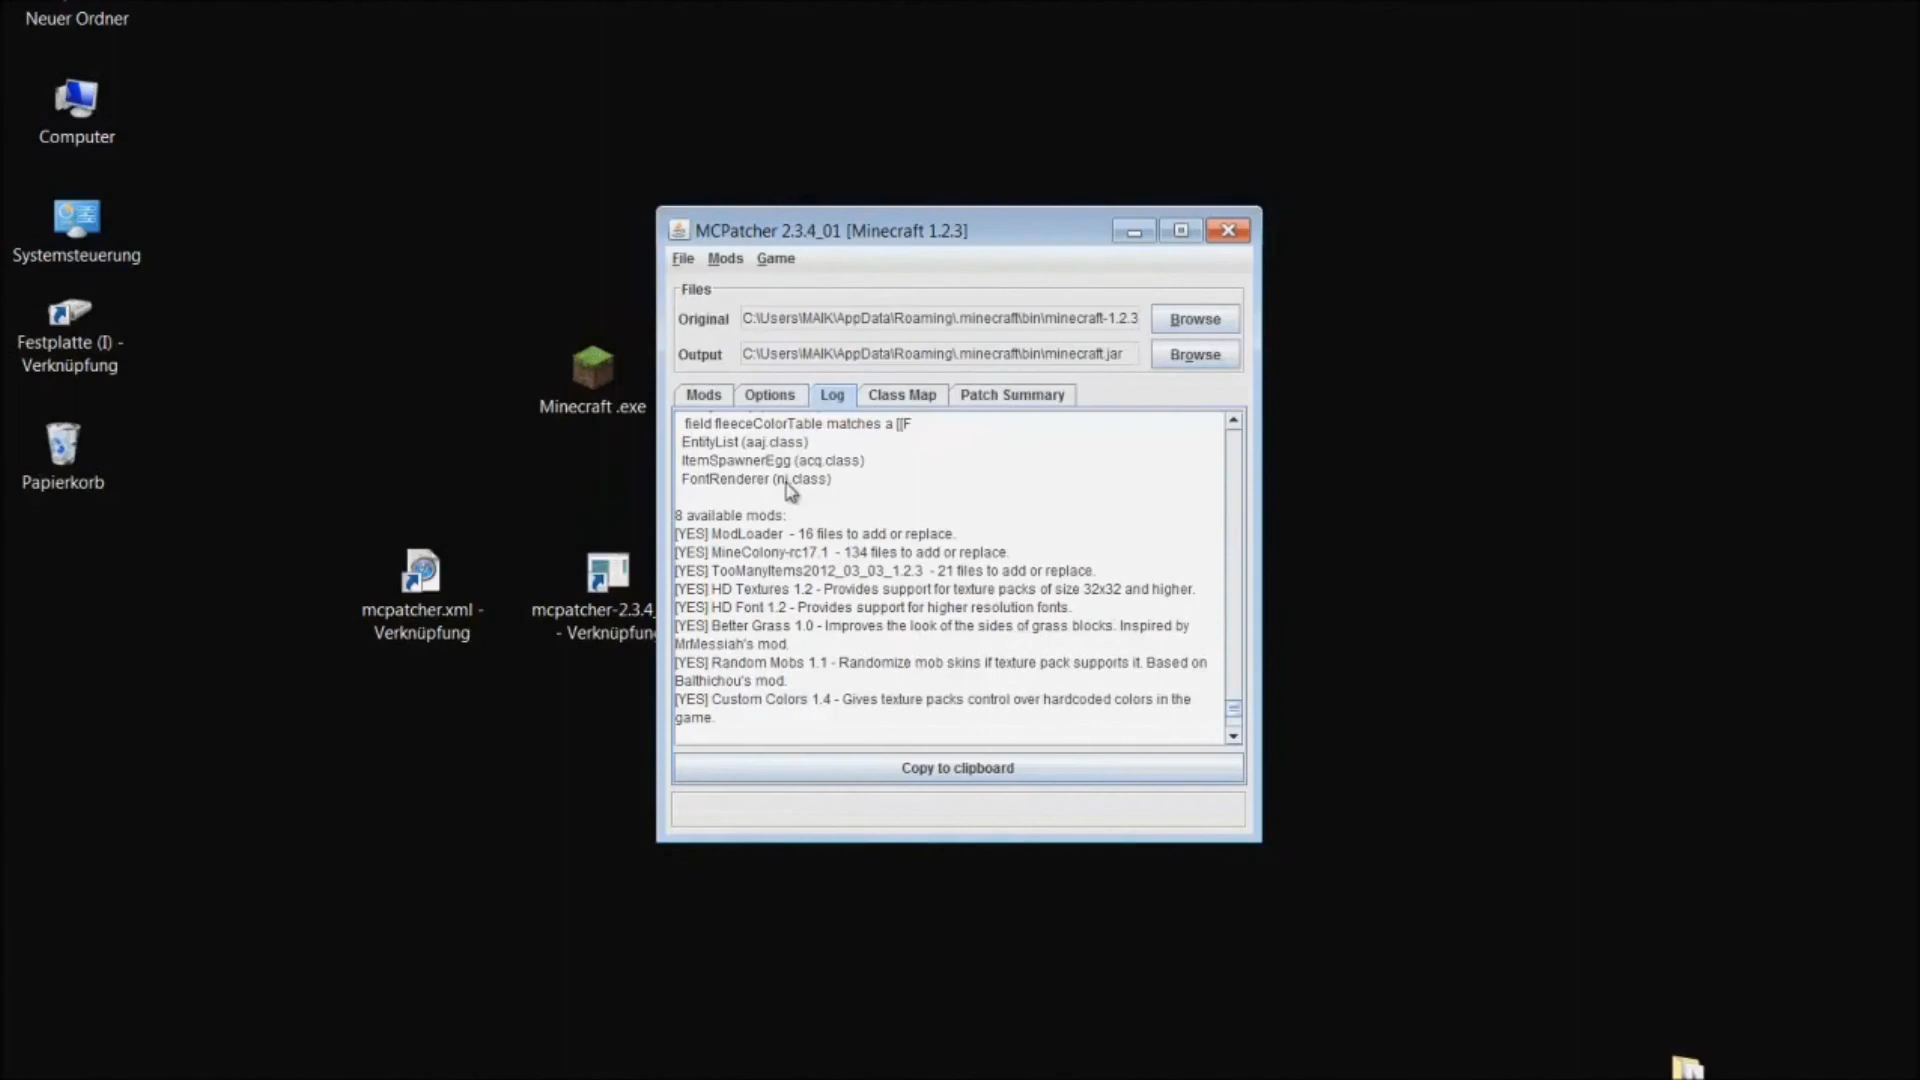 Neuer Ordner
Computer
Systemsteuerung
Festplatte (I) -
Verknüpfung
Papierkorb
Minecraft .exe
mcpatcher.xml -
Verknüpfung
mcpatcher-2.3.4_
- Verknüpfun
MCPatcher 2.3.4_01 [Minecraft 1.2.3]
File Mods Game
Files
Original C:\Users\MAIK\AppData\Roaming\.minecraft\bin\minecraft-1.2.3 Browse
Output C:\Users\MAIK\AppData\Roaming\.minecraft\bin\minecraft.jar Browse
Mods Options Log Class Map Patch Summary
field fleeceColorTable matches a [[F
EntityList (aaj.class)
ItemSpawnerEgg (acq.class)
FontRenderer (nj.class)
8 available mods:
[YES] ModLoader - 16 files to add or replace.
[YES] MineColony-rc17.1 - 134 files to add or replace.
[YES] TooManyItems2012_03_03_1.2.3 - 21 files to add or replace.
[YES] HD Textures 1.2 - Provides support for texture packs of size 32x32 and higher.
[YES] HD Font 1.2 - Provides support for higher resolution fonts.
[YES] Better Grass 1.0 - Improves the look of the sides of grass blocks. Inspired by
MrMessiah's mod.
[YES] Random Mobs 1.1 - Randomize mob skins if texture pack supports it. Based on
Balthichou's mod.
[YES] Custom Colors 1.4 - Gives texture packs control over hardcoded colors in the
game.
Copy to clipboard